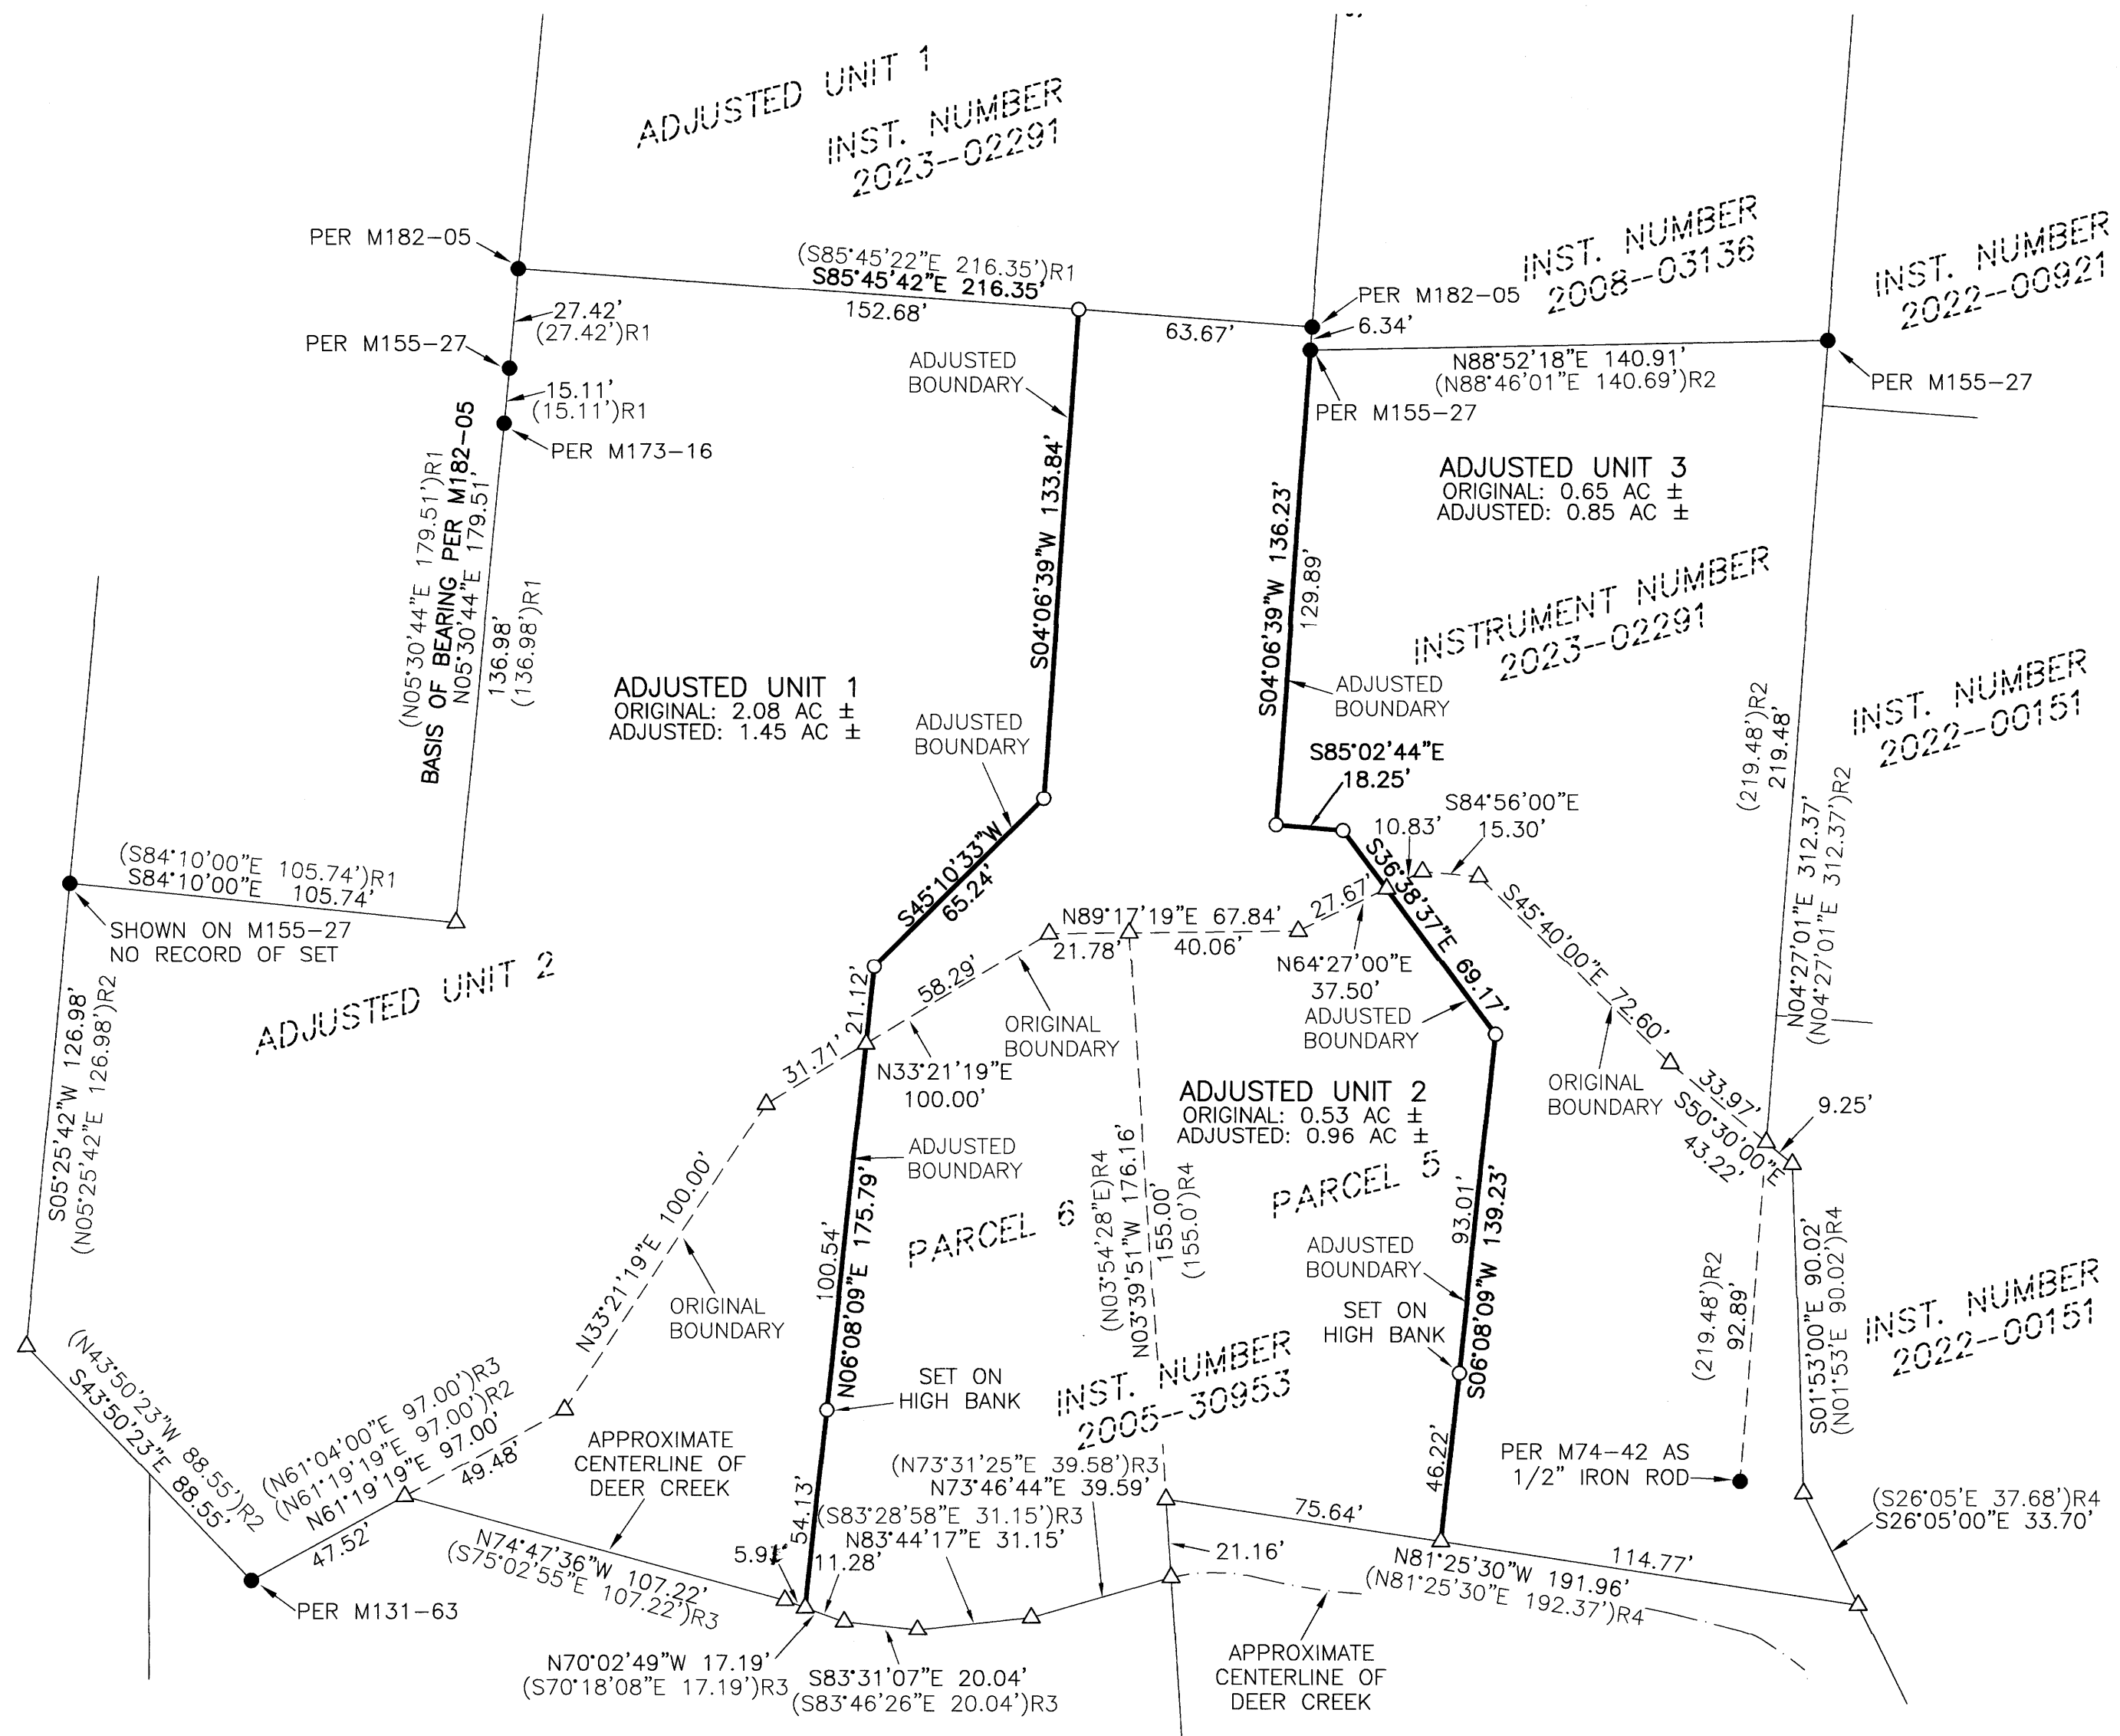 ADJUSTED UNIT 1
INST. NUMBER
2023-02291
PER M182-05
(S85°45'22"E 216.35')R1
S85°45'42"E 216.35'
152.68'
63.67'
27.42'
(27.42')R1
PER M155-27
15.11'
(15.11')R1
PER M173-16
PER M182-05
6.34'
INST. NUMBER
2008-03136
INST. NUMBER
2022-00921
N88°52'18"E 140.91'
(N88°46'01"E 140.69')R2
PER M155-27
PER M155-27
ADJUSTED
BOUNDARY
S04°06'39"W 133.84'
(N05°30'44"E 179.51')R1
BASIS OF BEARING PER M182-05
N05°30'44"E 179.51'
136.98'
(136.98')R1
ADJUSTED UNIT 3
ORIGINAL: 0.65 AC ±
ADJUSTED: 0.85 AC ±
S04°06'39"W 136.23'
129.89'
INSTRUMENT NUMBER
2023-02291
ADJUSTED
BOUNDARY
ADJUSTED UNIT 1
ORIGINAL: 2.08 AC ±
ADJUSTED: 1.45 AC ±
ADJUSTED
BOUNDARY
(219.48')R2
219.48'
INST. NUMBER
2022-00151
S85°02'44"E
18.25'
S84°56'00"E
15.30'
10.83'
N04°27'01"E 312.37'
(N04°27'01"E 312.37')R2
(S84°10'00"E 105.74')R1
S84°10'00"E 105.74'
SHOWN ON M155-27
NO RECORD OF SET
S45°10'33"W
65.24'
S36°38'37"E 69.17'
27.67'
N89°17'19"E 67.84'
21.78'
40.06'
N64°27'00"E
37.50'
S45°40'00"E 72.60'
ADJUSTED UNIT 2
21.12'
58.29'
31.71'
ORIGINAL
BOUNDARY
ADJUSTED
BOUNDARY
N33°21'19"E
100.00'
S05°25'42"W 126.98'
(N05°25'42"E 126.98')R2
ADJUSTED UNIT 2
ORIGINAL: 0.53 AC ±
ADJUSTED: 0.96 AC ±
ORIGINAL
BOUNDARY
33.97'
S50°30'00"E
43.22'
9.25'
ADJUSTED
BOUNDARY
PARCEL 6
PARCEL 5
100.54'
N06°08'09"E 175.79'
(N03°54'28"E)R4
N03°39'51"W 176.16'
155.00'
(155.0')R4
93.01'
S06°08'09"W 139.23'
ADJUSTED
BOUNDARY
SET ON
HIGH BANK
N33°21'19"E 100.00'
ORIGINAL
BOUNDARY
(219.48')R2
92.89'
S01°53'00"E 90.02'
(N01°53'E 90.02')R4
INST. NUMBER
2022-00151
(N43°50'23"W 88.55')R2
S43°50'23"E 88.55'
(N61°04'00"E 97.00')R3
(N61°19'19"E 97.00')R2
N61°19'19"E 97.00'
49.48'
47.52'
SET ON
HIGH BANK
INST. NUMBER
2005-30953
APPROXIMATE
CENTERLINE OF
DEER CREEK
(N73°31'25"E 39.58')R3
N73°46'44"E 39.59'
(S83°28'58"E 31.15')R3
N83°44'17"E 31.15'
46.22'
PER M74-42 AS
1/2" IRON ROD
(S26°05'E 37.68')R4
S26°05'00"E 33.70'
54.13'
75.64'
N74°47'36"W 107.22'
(S75°02'55"E 107.22')R3
11.28'
21.16'
N81°25'30"W 191.96'
(N81°25'30"E 192.37')R4
114.77'
PER M131-63
N70°02'49"W 17.19'
(S70°18'08"E 17.19')R3
S83°31'07"E 20.04'
(S83°46'26"E 20.04')R3
APPROXIMATE
CENTERLINE OF
DEER CREEK